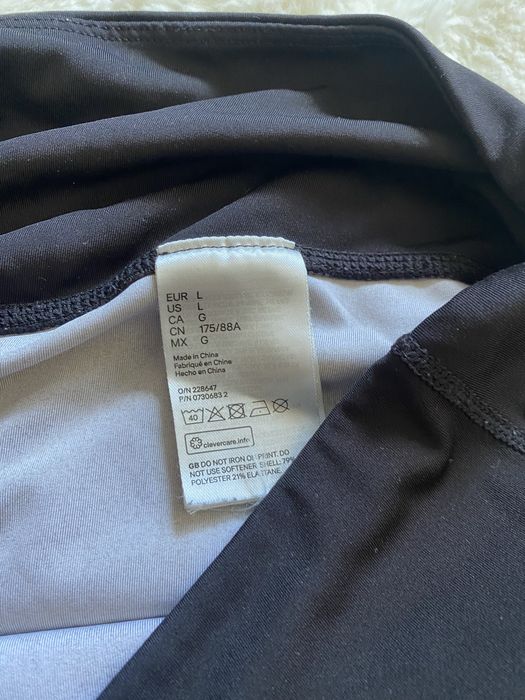 EUR L
US L
CA G
CN 175/88A
MX G
Made in China
Fabriqué en Chine
Hecho en China
O/N 228647
P/N 0730683 2
40
clevercare.info
GB DO NOT IRON ON PRINT. DO
NOT USE SOFTENER SHELL: 79%
POLYESTER 21% ELASTANE.